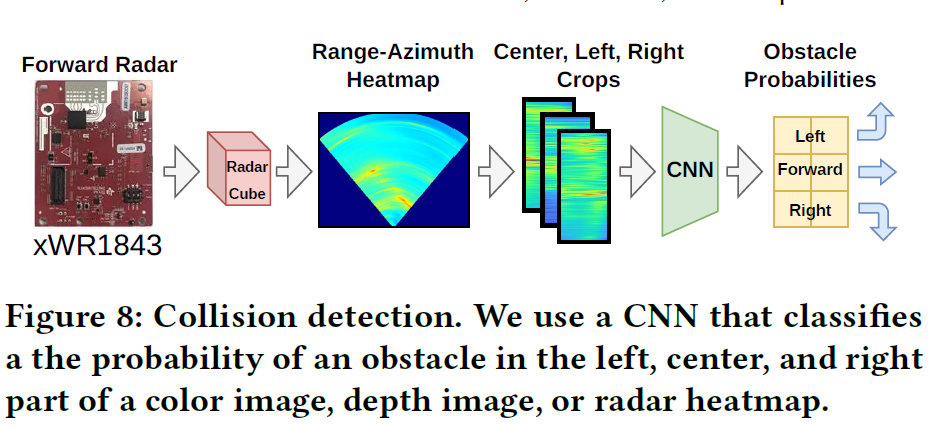 Forward Radar
Range-Azimuth
Heatmap
Center, Left, Right
Crops
Obstacle
Probabilities
Radar
Cube
CNN
Left
Forward
Right
xWR1843
Figure 8: Collision detection. We use a CNN that classifies
a the probability of an obstacle in the left, center, and right
part of a color image, depth image, or radar heatmap.